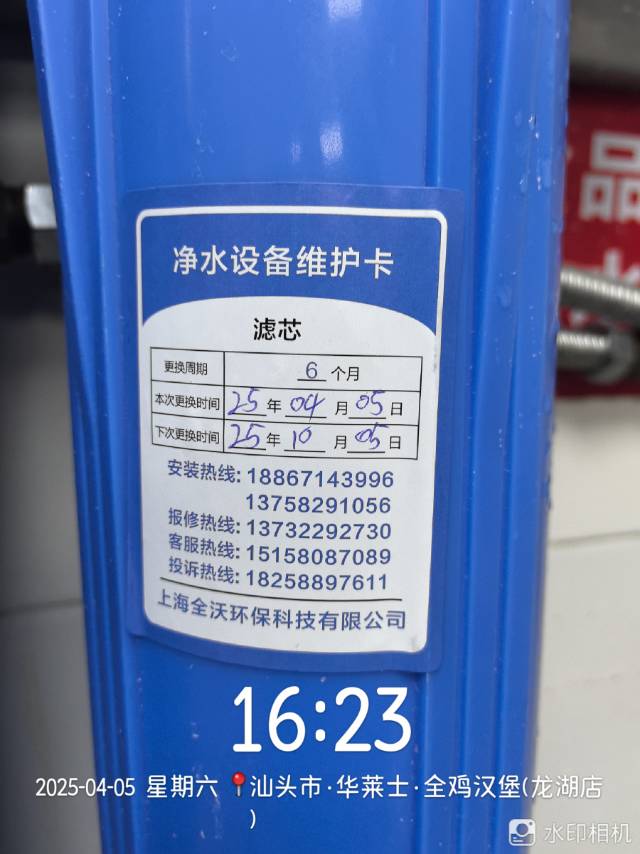 品
净水设备维护卡
滤芯
更换周期 6 个月
本次更换时间 25 年 04 月 05 日
下次更换时间 25 年 10 月 05 日
安装热线: 18867143996
13758291056
报修热线: 13732292730
客服热线: 15158087089
投诉热线: 18258897611
上海全沃环保科技有限公司
16:23
2025-04-05 星期六 📍汕头市·华莱士·全鸡汉堡(龙湖店
)
水印相机